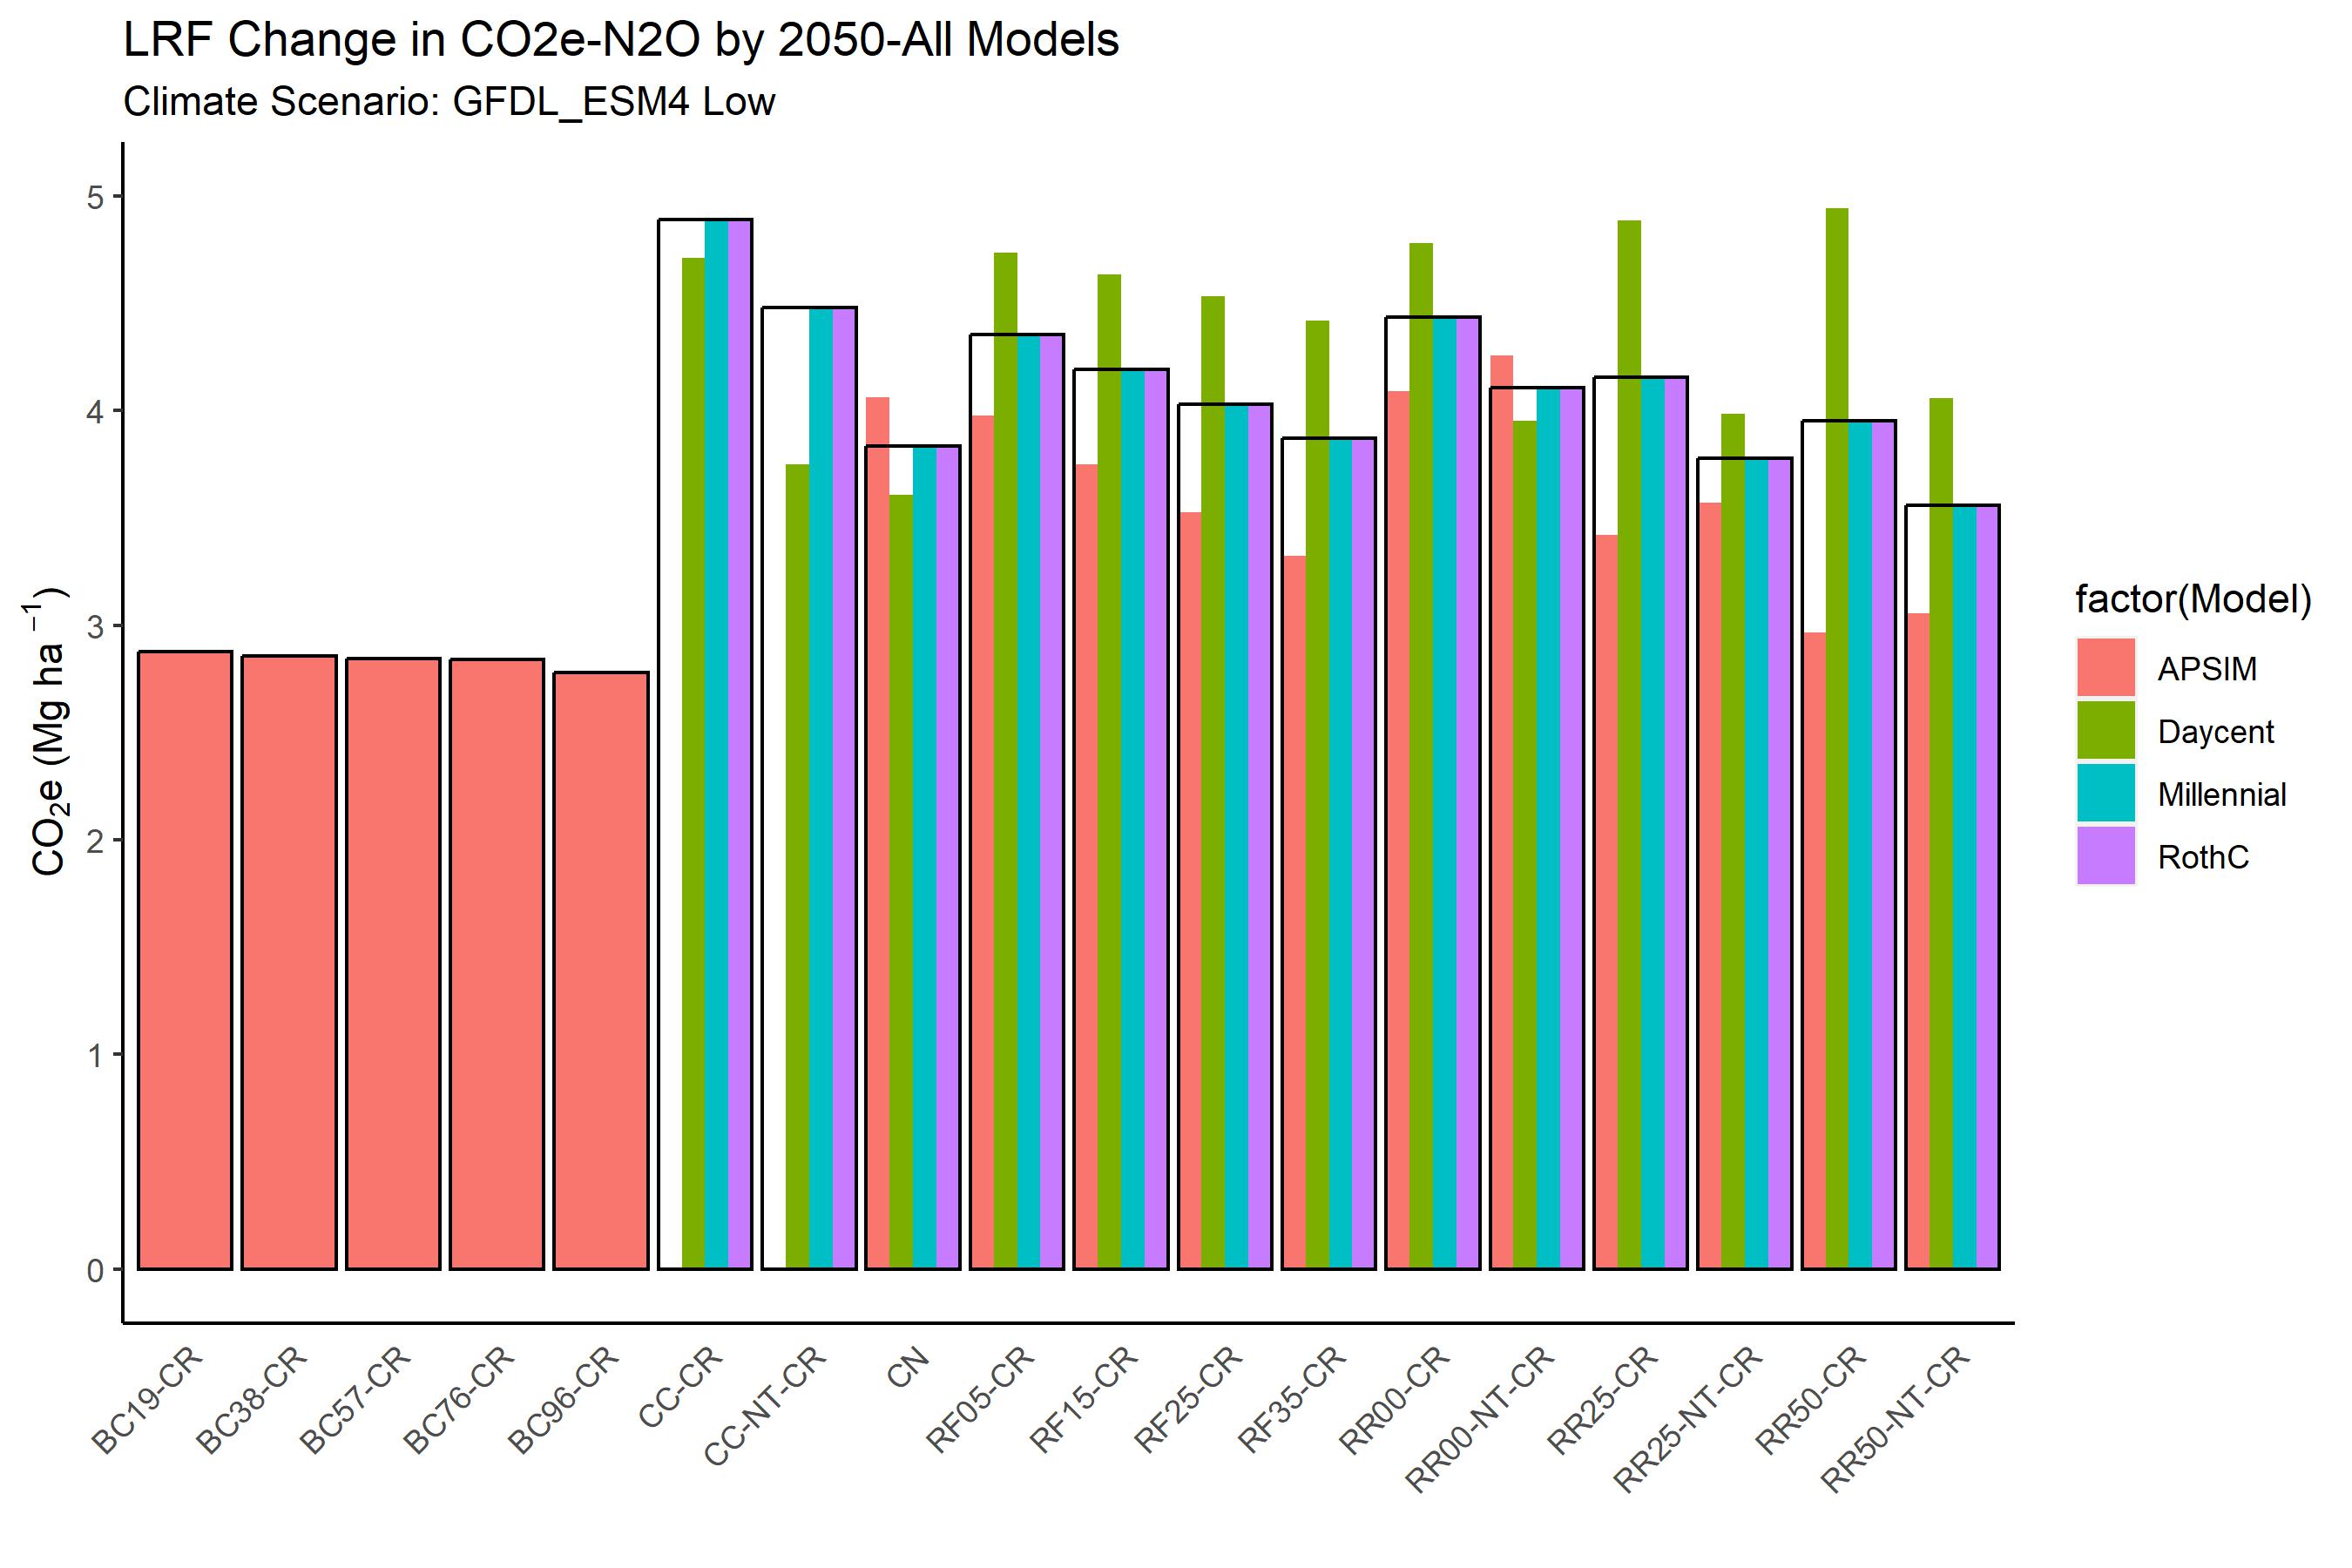 LRF Change in CO2e-N2O by 2050-All Models
Climate Scenario: GFDL_ESM4 Low
CO₂e (Mg ha ⁻¹)
5
4
3
2
1
0
BC19-CR
BC38-CR
BC57-CR
BC76-CR
BC96-CR
CC-CR
CC-NT-CR
CN
RF05-CR
RF15-CR
RF25-CR
RF35-CR
RR00-CR
RR00-NT-CR
RR25-CR
RR25-NT-CR
RR50-CR
RR50-NT-CR
factor(Model)
APSIM
Daycent
Millennial
RothC